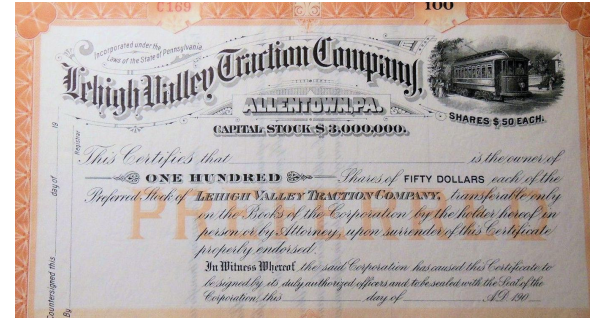 C169
100
Incorporated under the
Laws of the State of Pennsylvania.
Lehigh Valley Traction Company,
ALLENTOWN, PA.
CAPITAL STOCK $3,000,000.
SHARES $50 EACH.
This Certifies that is the owner of
ONE HUNDRED Shares of FIFTY DOLLARS each of the
Preferred Stock of LEHIGH VALLEY TRACTION COMPANY, transferable only
on the Books of the Corporation by the holder hereof in
person or by Attorney, upon surrender of this Certificate
properly endorsed.
In Witness Whereof, the said Corporation has caused this Certificate to
be signed by its duly authorized officers and to be sealed with the Seal of the
Corporation, this day of A.D. 190
PREFERRED
Countersigned this day of 19
By Registrar